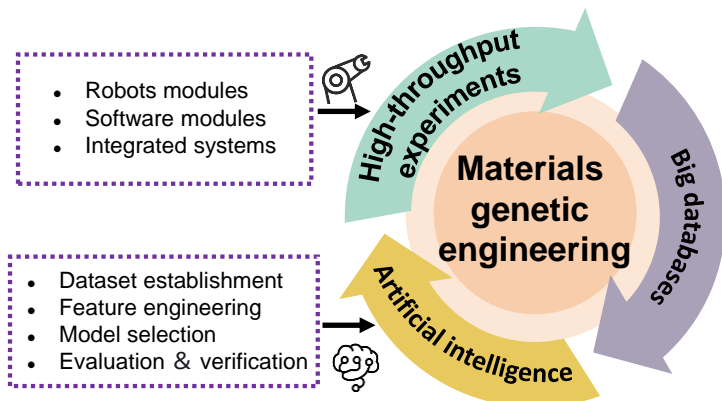 Robots modules
Software modules
Integrated systems
High-throughput
experiments
Big databases
Materials
genetic
engineering
Dataset establishment
Feature engineering
Model selection
Evaluation & verification
Artificial intelligence